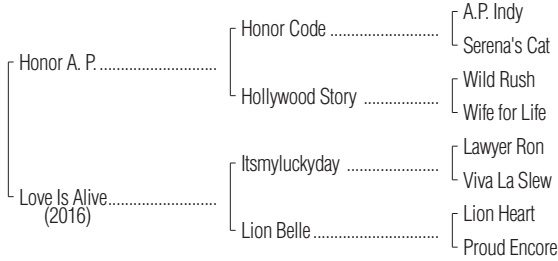 A.P. Indy
Honor Code ....................
Serena's Cat
Honor A. P. ......................
Wild Rush
Hollywood Story ..............
Wife for Life
Lawyer Ron
Itsmyluckyday .................
Viva La Slew
Love Is Alive.....................
(2016)
Lion Heart
Lion Belle........................
Proud Encore